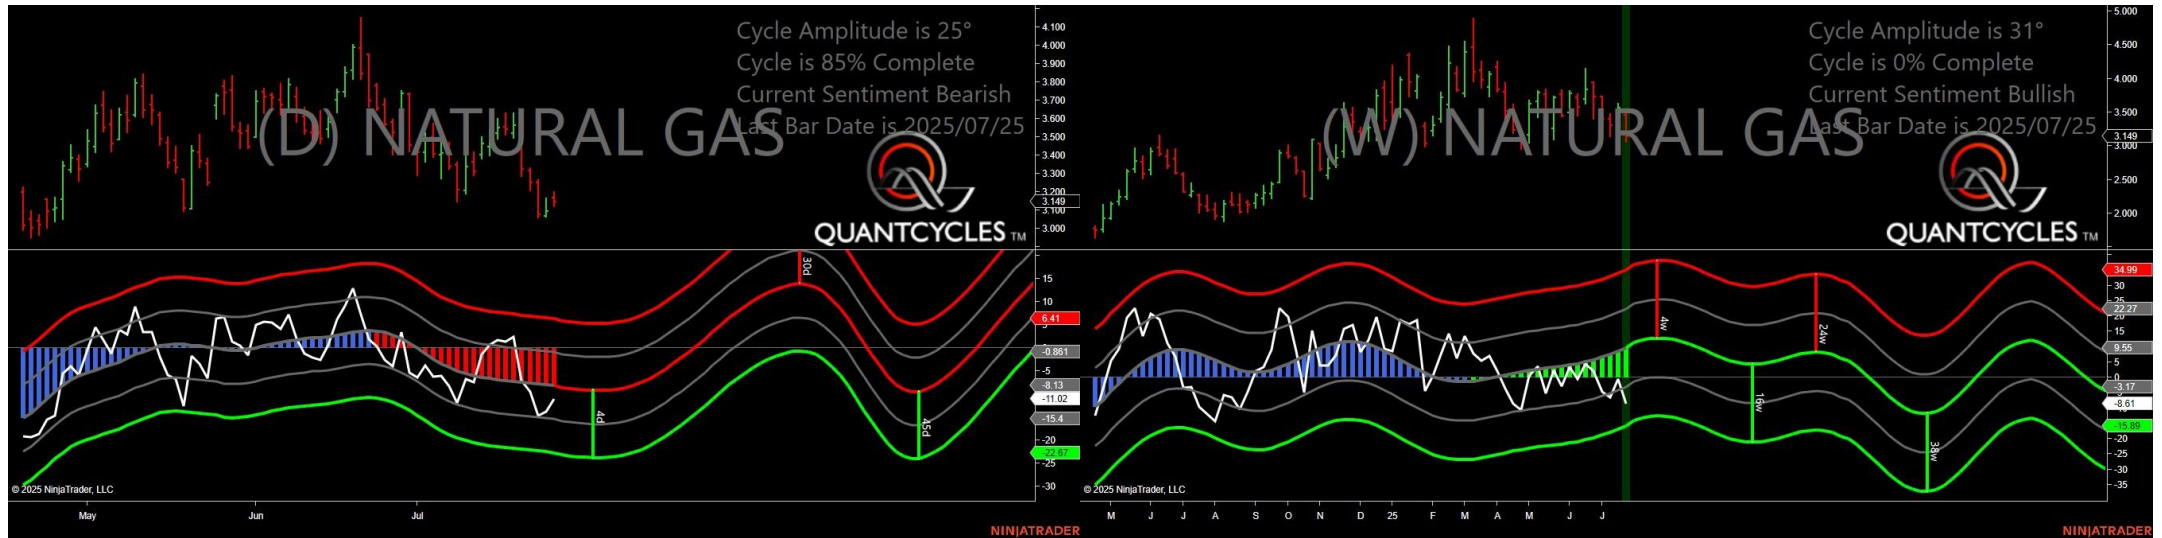 Cycle Amplitude is 25°
Cycle is 85% Complete
Current Sentiment Bearish
Last Bar Date is 2025/07/25
(D) NATURAL GAS
QUANTCYCLES TM
4.100
4.000
3.900
3.800
3.700
3.600
3.500
3.400
3.300
3.200
3.149
3.100
3.000
30d
4d
45d
15
10
6.41
-0.861
-5
-8.13
-11.02
-15.4
-20
-22.67
-25
-30
© 2025 NinjaTrader, LLC
May
Jun
Jul
NINJATRADER
Cycle Amplitude is 31°
Cycle is 0% Complete
Current Sentiment Bullish
Last Bar Date is 2025/07/25
(W) NATURAL GAS
QUANTCYCLES TM
5.000
4.500
4.000
3.500
3.149
3.000
2.500
2.000
4w
24w
16w
38w
34.99
30
25
22.27
20
15
9.55
5
0
-3.17
-8.61
-15.89
-20
-25
-30
-35
© 2025 NinjaTrader, LLC
M
J
J
A
S
O
N
D
25
F
M
A
M
J
J
NINJATRADER